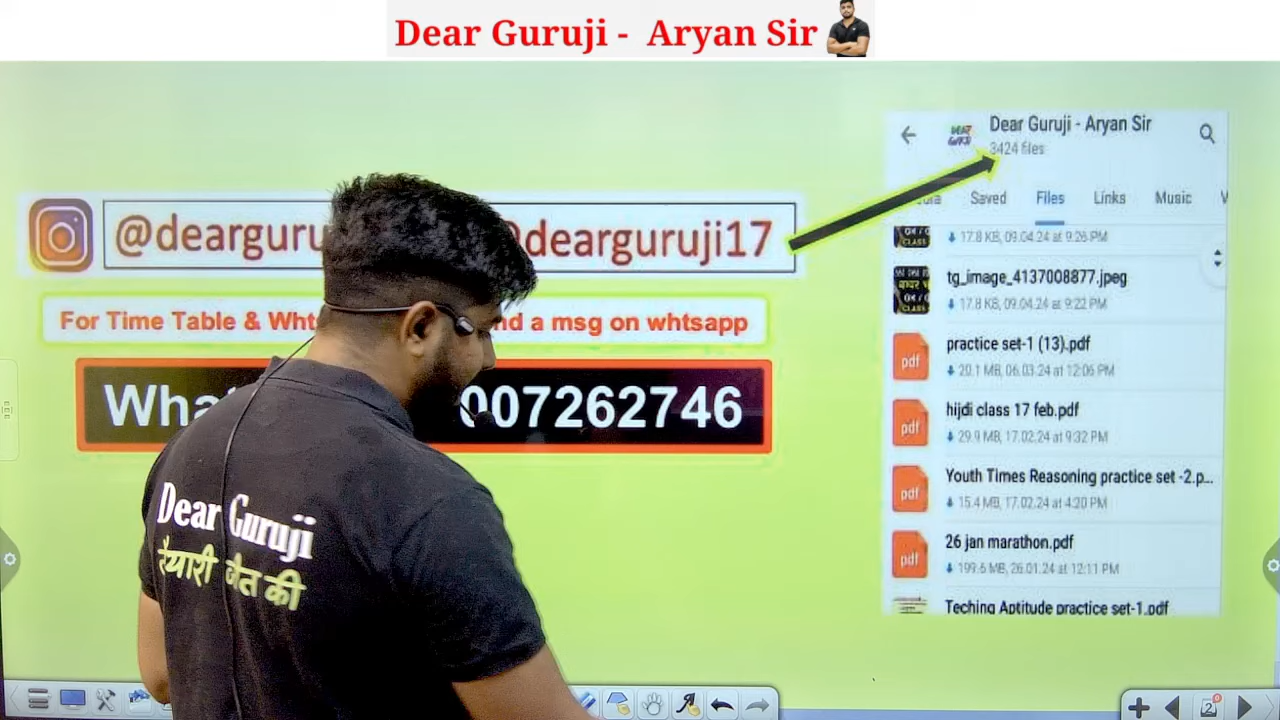 Dear Guruji - Aryan Sir
Dear Guruji - Aryan Sir
3424 files
Saved Files Links Music
17.8 KB, 09.04.24 at 9:26 PM
tg_image_4137008877.jpeg
17.8 KB, 09.04.24 at 9:22 PM
practice set-1 (13).pdf
pdf
20.1 MB, 06.03.24 at 12:06 PM
hijdi class 17 feb.pdf
pdf
29.9 MB, 17.02.24 at 9:32 PM
Youth Times Reasoning practice set -2.p...
pdf
15.4 MB, 17.02.24 at 4:20 PM
26 jan marathon.pdf
pdf
199.6 MB, 26.01.24 at 12:11 PM
Teching Aptitude practice set-1.pdf
@dearguru
@dearguruji17
For Time Table & Wht
nd a msg on whtsapp
Wha
007262746
Dear Guruji
तैयारी जीत की
2